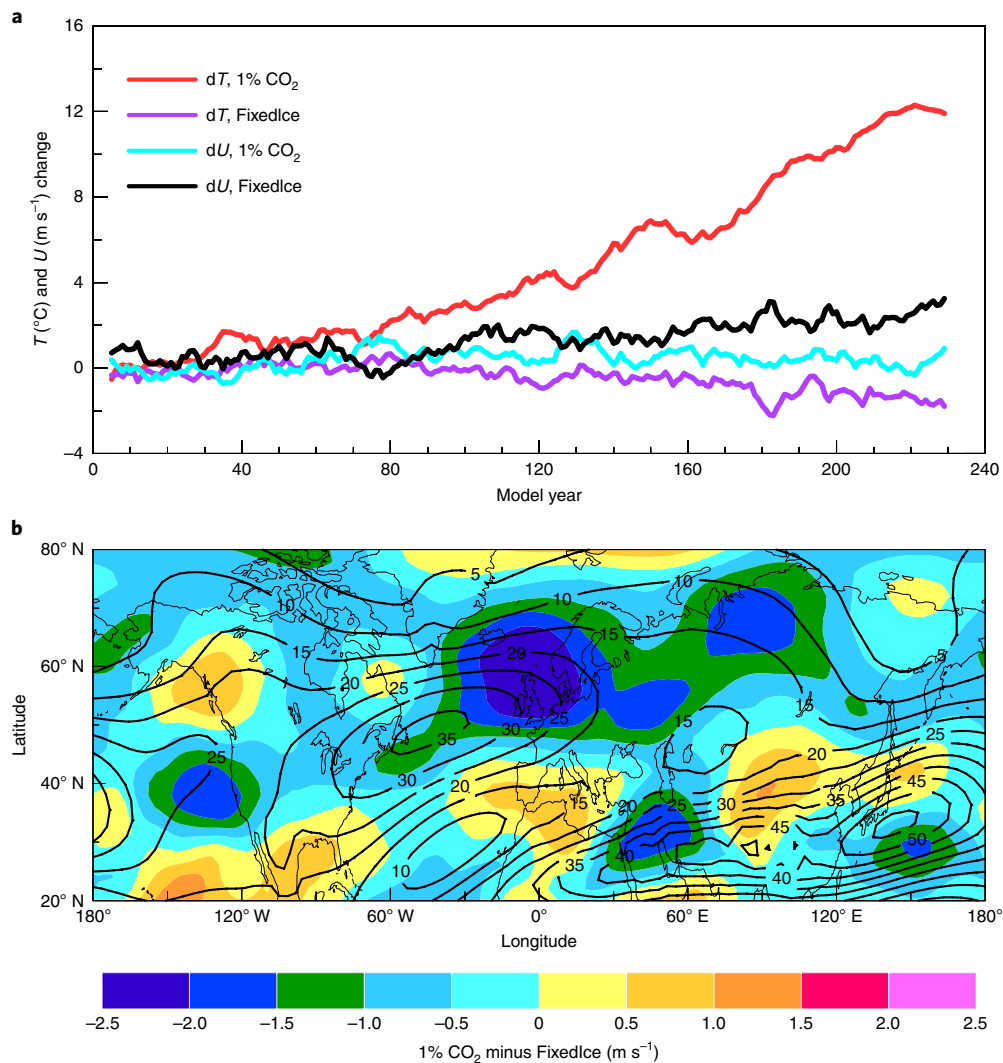 a
16
12
8
4
0
–4
T (°C) and U (m s⁻¹) change
dT, 1% CO₂
dT, FixedIce
dU, 1% CO₂
dU, FixedIce
0 40 80 120 160 200 240
Model year
b
80° N
60° N
40° N
20° N
Latitude
5 10 15 20 25 30 35
10 15 20 25 30
5
15 15 20 25
25 35 30 20 15 10
20 25 35 40
30 45 40 20 35 45 50
180° 120° W 60° W 0° 60° E 120° E 180°
Longitude
–2.5 –2.0 –1.5 –1.0 –0.5 0 0.5 1.0 1.5 2.0 2.5
1% CO₂ minus FixedIce (m s⁻¹)